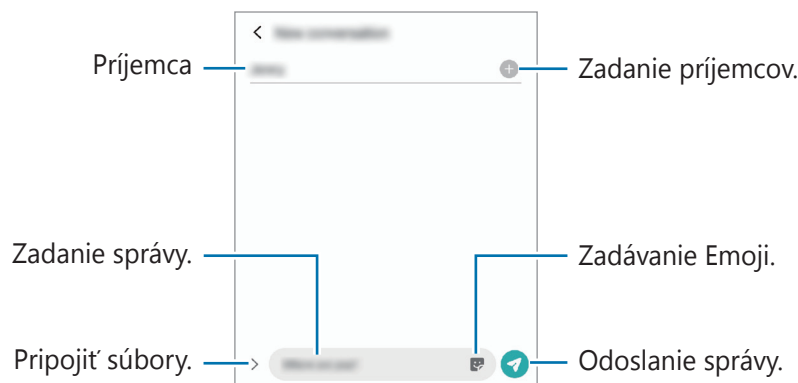 Príjemca
Zadanie príjemcov.
Zadanie správy.
Zadávanie Emoji.
Pripojiť súbory.
Odoslanie správy.